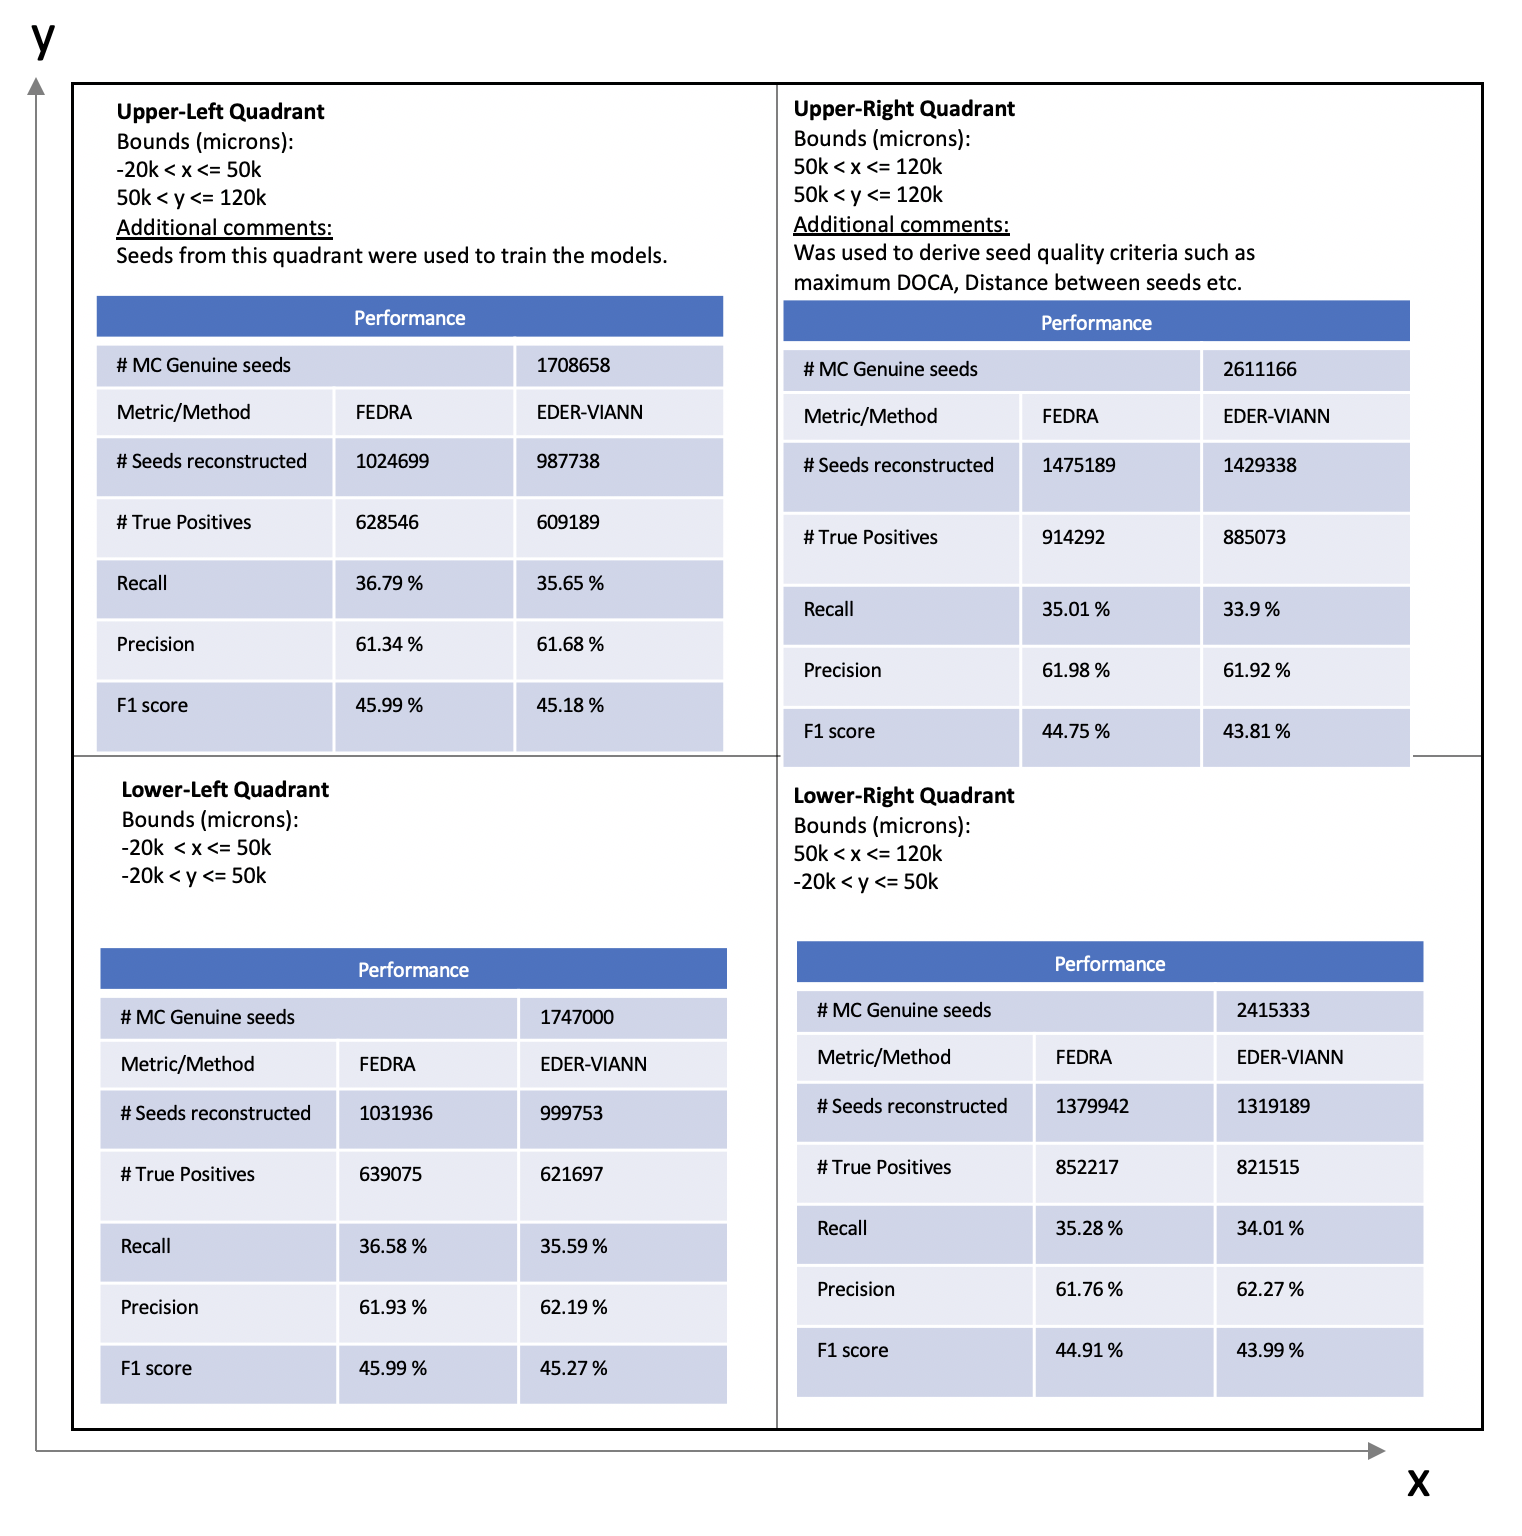 y
Upper-Left Quadrant
Bounds (microns):
-20k < x <= 50k
50k < y <= 120k
Additional comments:
Seeds from this quadrant were used to train the models.
Performance
# MC Genuine seeds 1708658
Metric/Method FEDRA EDER-VIANN
# Seeds reconstructed 1024699 987738
# True Positives 628546 609189
Recall 36.79 % 35.65 %
Precision 61.34 % 61.68 %
F1 score 45.99 % 45.18 %
Upper-Right Quadrant
Bounds (microns):
50k < x <= 120k
50k < y <= 120k
Additional comments:
Was used to derive seed quality criteria such as
maximum DOCA, Distance between seeds etc.
Performance
# MC Genuine seeds 2611166
Metric/Method FEDRA EDER-VIANN
# Seeds reconstructed 1475189 1429338
# True Positives 914292 885073
Recall 35.01 % 33.9 %
Precision 61.98 % 61.92 %
F1 score 44.75 % 43.81 %
Lower-Left Quadrant
Bounds (microns):
-20k < x <= 50k
-20k < y <= 50k
Performance
# MC Genuine seeds 1747000
Metric/Method FEDRA EDER-VIANN
# Seeds reconstructed 1031936 999753
# True Positives 639075 621697
Recall 36.58 % 35.59 %
Precision 61.93 % 62.19 %
F1 score 45.99 % 45.27 %
Lower-Right Quadrant
Bounds (microns):
50k < x <= 120k
-20k < y <= 50k
Performance
# MC Genuine seeds 2415333
Metric/Method FEDRA EDER-VIANN
# Seeds reconstructed 1379942 1319189
# True Positives 852217 821515
Recall 35.28 % 34.01 %
Precision 61.76 % 62.27 %
F1 score 44.91 % 43.99 %
x